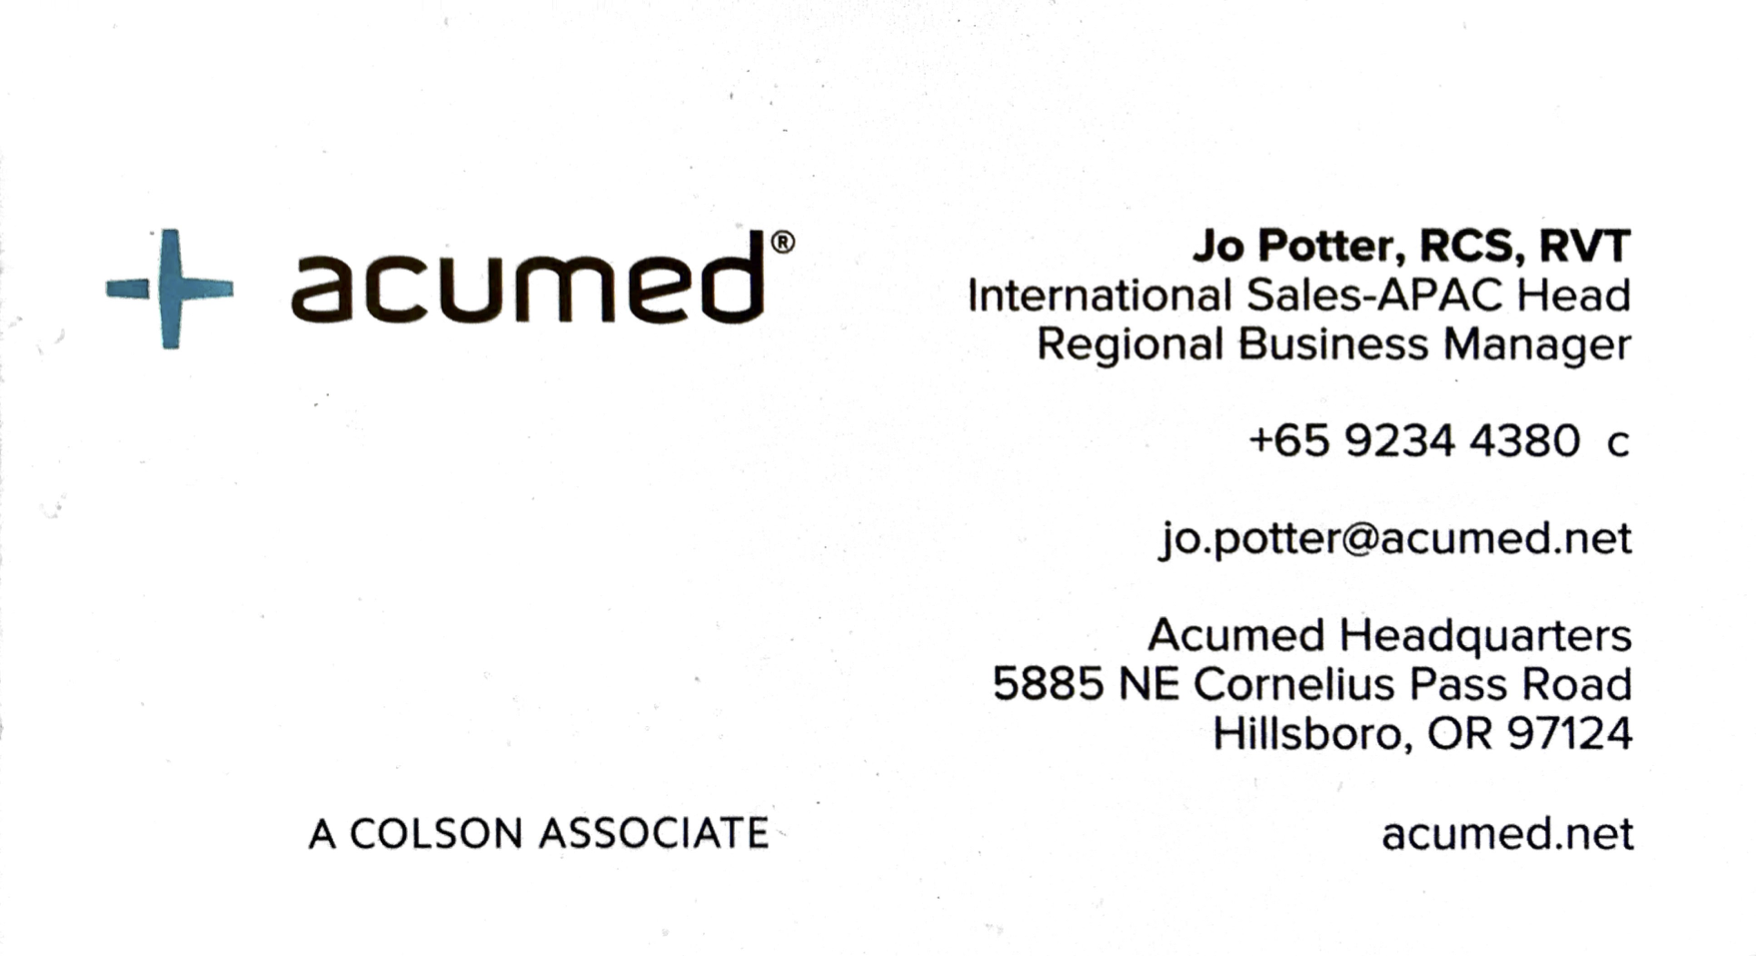 acumed®
Jo Potter, RCS, RVT
International Sales-APAC Head
Regional Business Manager
+65 9234 4380 c
jo.potter@acumed.net
Acumed Headquarters
5885 NE Cornelius Pass Road
Hillsboro, OR 97124
A COLSON ASSOCIATE
acumed.net